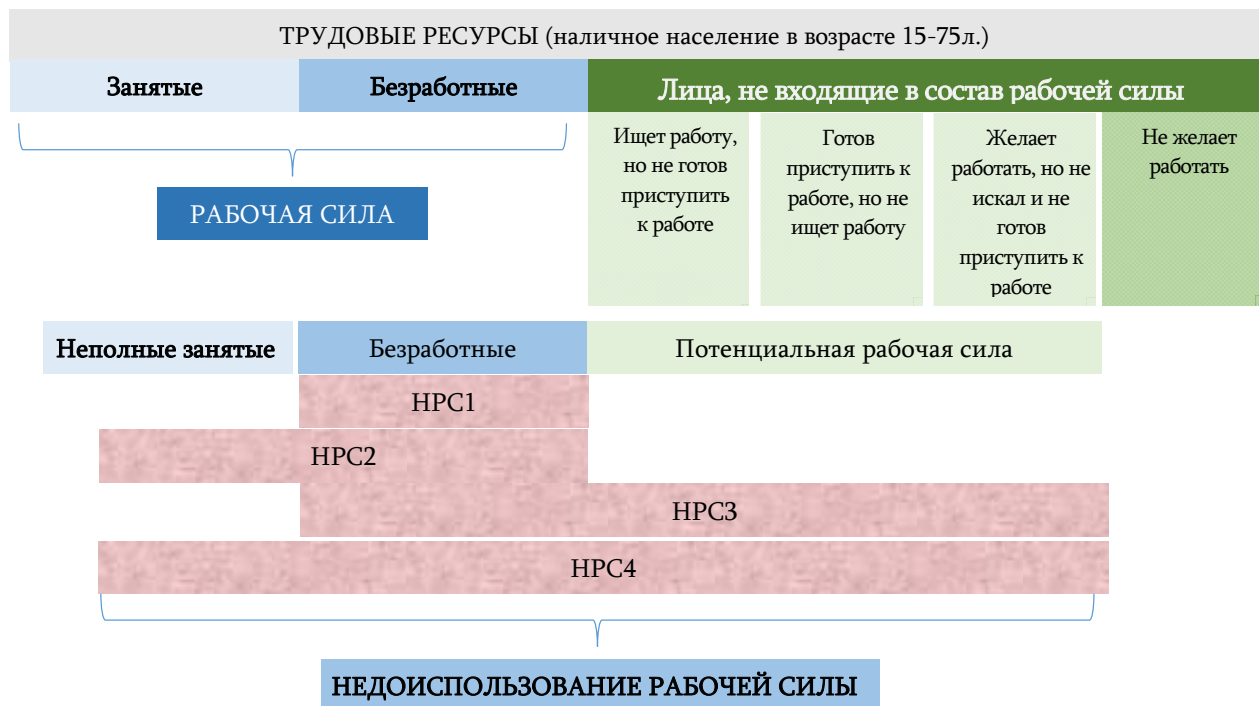 ТРУДОВЫЕ РЕСУРСЫ (наличное население в возрасте 15-75л.)
Занятые
Безработные
Лица, не входящие в состав рабочей силы
РАБОЧАЯ СИЛА
Ищет работу,
но не готов
приступить
к работе
Готов
приступить к
работе, но не
ищет работу
Желает
работать, но не
искал и не
готов
приступить к
работе
Не желает
работать
Неполные занятые
Безработные
Потенциальная рабочая сила
НРС1
НРС2
НРС3
НРС4
НЕДОИСПОЛЬЗОВАНИЕ РАБОЧЕЙ СИЛЫ